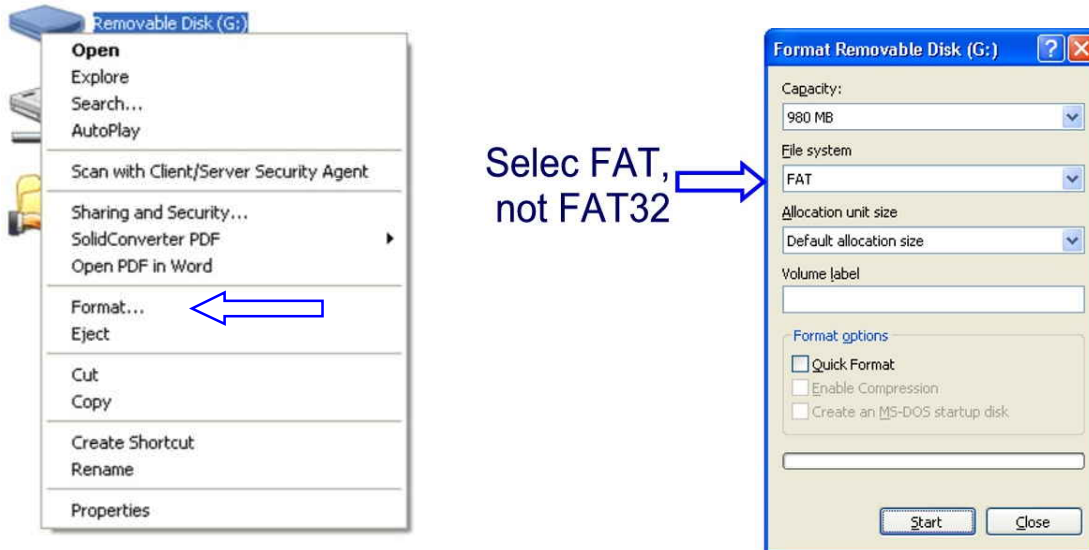 Removable Disk (G:)
Open
Explore
Search...
AutoPlay
Scan with Client/Server Security Agent
Sharing and Security...
SolidConverter PDF
Open PDF in Word
Format...
Eject
Cut
Copy
Create Shortcut
Rename
Properties
Selec FAT,
not FAT32
Format Removable Disk (G:)
Capacity:
980 MB
File system
FAT
Allocation unit size
Default allocation size
Volume label
Format options
Quick Format
Enable Compression
Create an MS-DOS startup disk
Start
Close